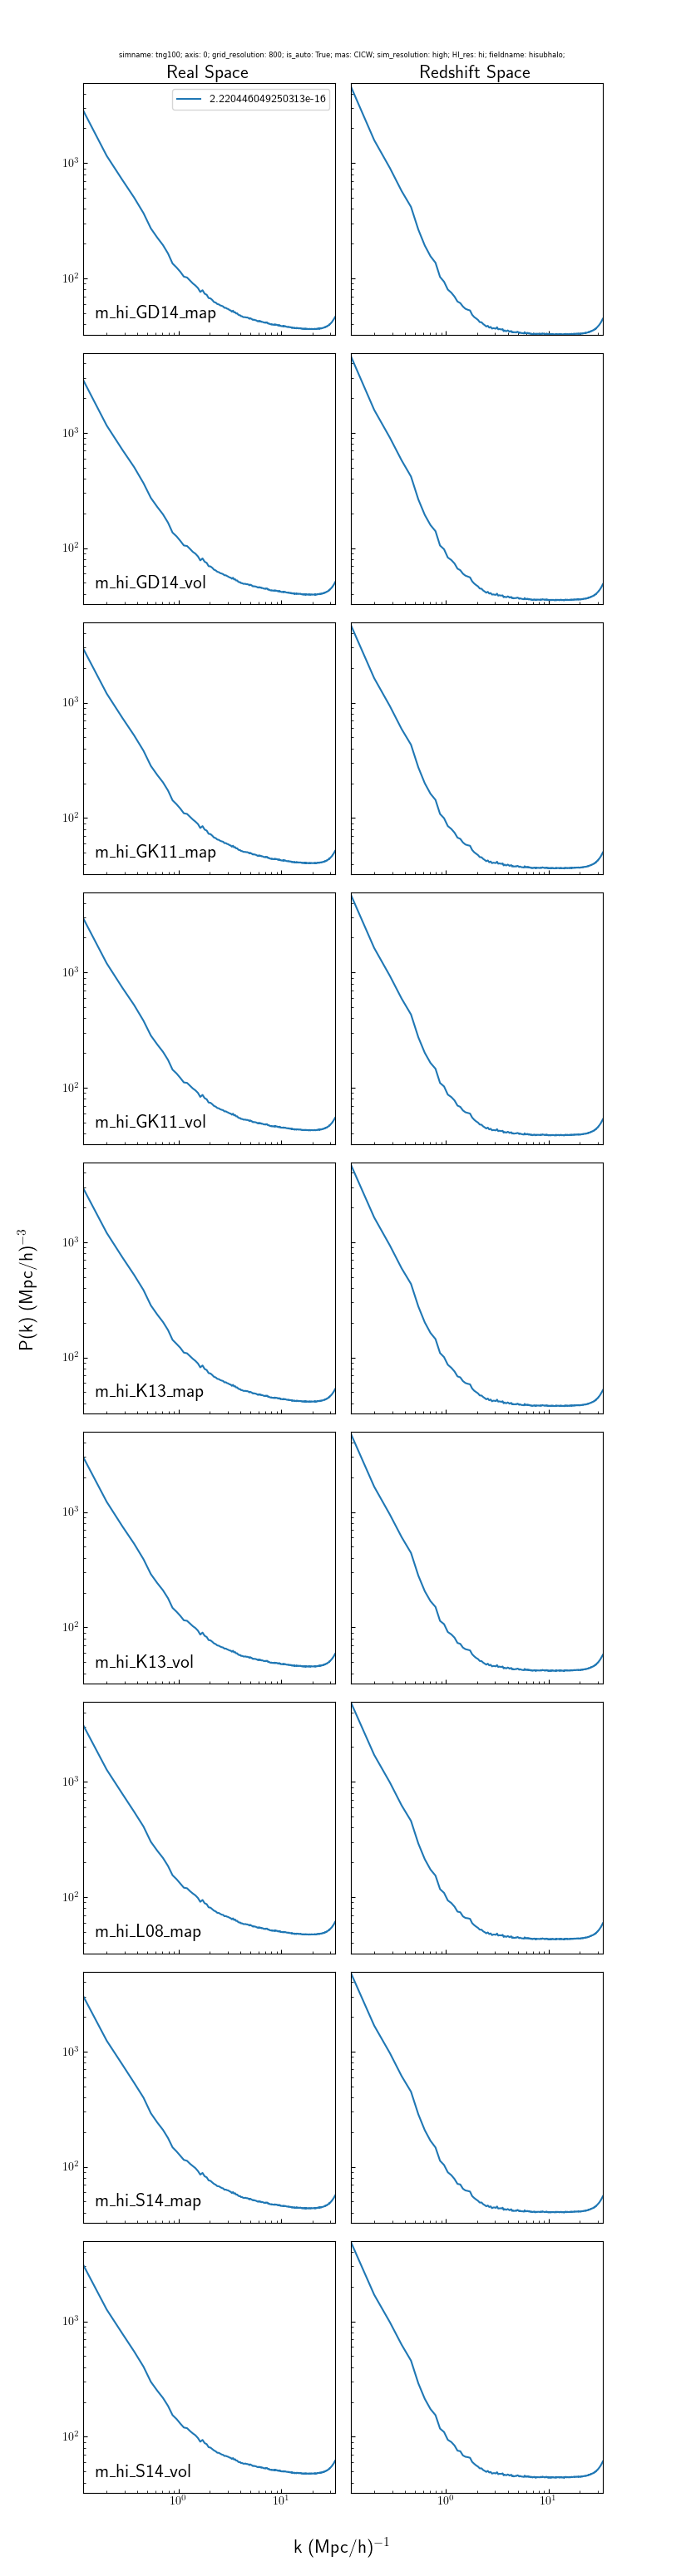 simname: tng100; axis: 0; grid_resolution: 800; is_auto: True; mas: CICW; sim_resolution: high; HI_res: hi; fieldname: hisubhalo;
Real Space
Redshift Space
2.220446049250313e-16
10³
10²
m_hi_GD14_map
10³
10²
m_hi_GD14_vol
10³
10²
m_hi_GK11_map
10³
10²
m_hi_GK11_vol
P(k) (Mpc/h)⁻³
10³
10²
m_hi_K13_map
10³
10²
m_hi_K13_vol
10³
10²
m_hi_L08_map
10³
10²
m_hi_S14_map
10³
10²
m_hi_S14_vol
10⁰ 10¹
10⁰ 10¹
k (Mpc/h)⁻¹